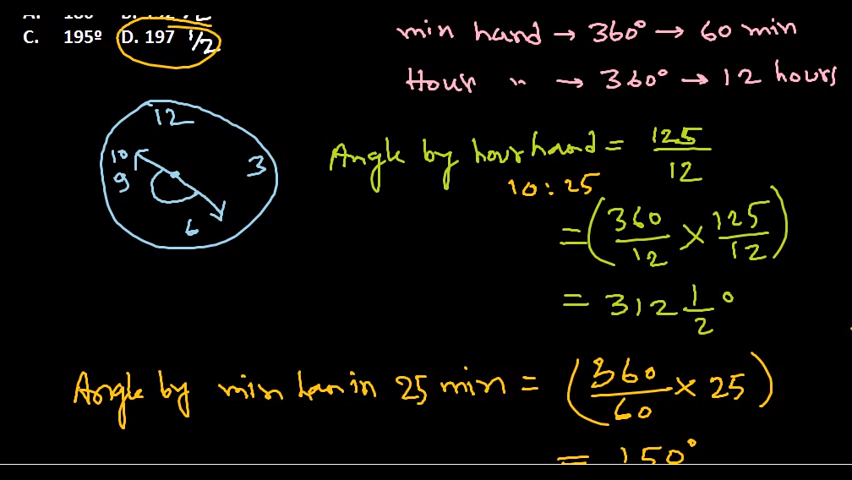 C. 195º D. 197 1/2
min hand → 360° → 60 min
Hour " → 360° → 12 hours
12
10
9
3
6
Angle by hour hand = 125/12
10:25
= (360/12 × 125/12)
= 312 1/2 °
Angle by min han in 25 min = (360/60 × 25)
= 150°